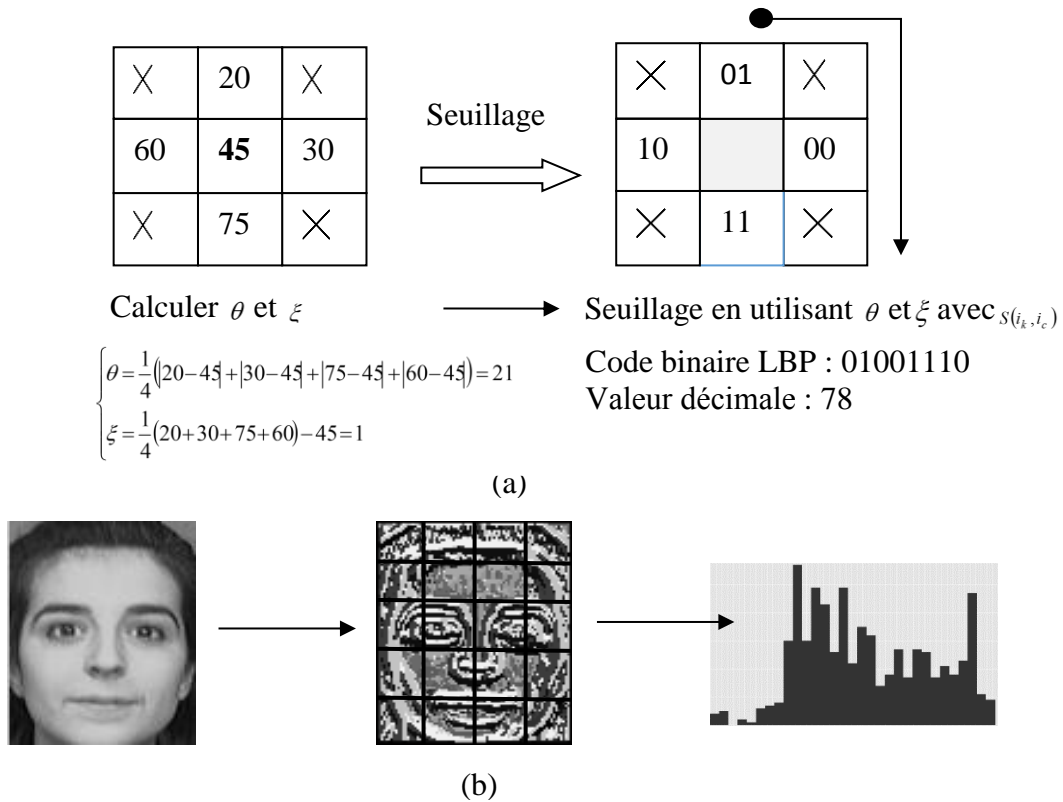 20
60 45 30
75
Seuillage
01
10 00
11
Calculer θ et ξ
Seuillage en utilisant θ et ξ avec S(i_k, i_c)
θ = 1/4 (|20−45| + |30−45| + |75−45| + |60−45|) = 21
ξ = 1/4 (20+30+75+60) − 45 = 1
Code binaire LBP : 01001110
Valeur décimale : 78
(a)
(b)